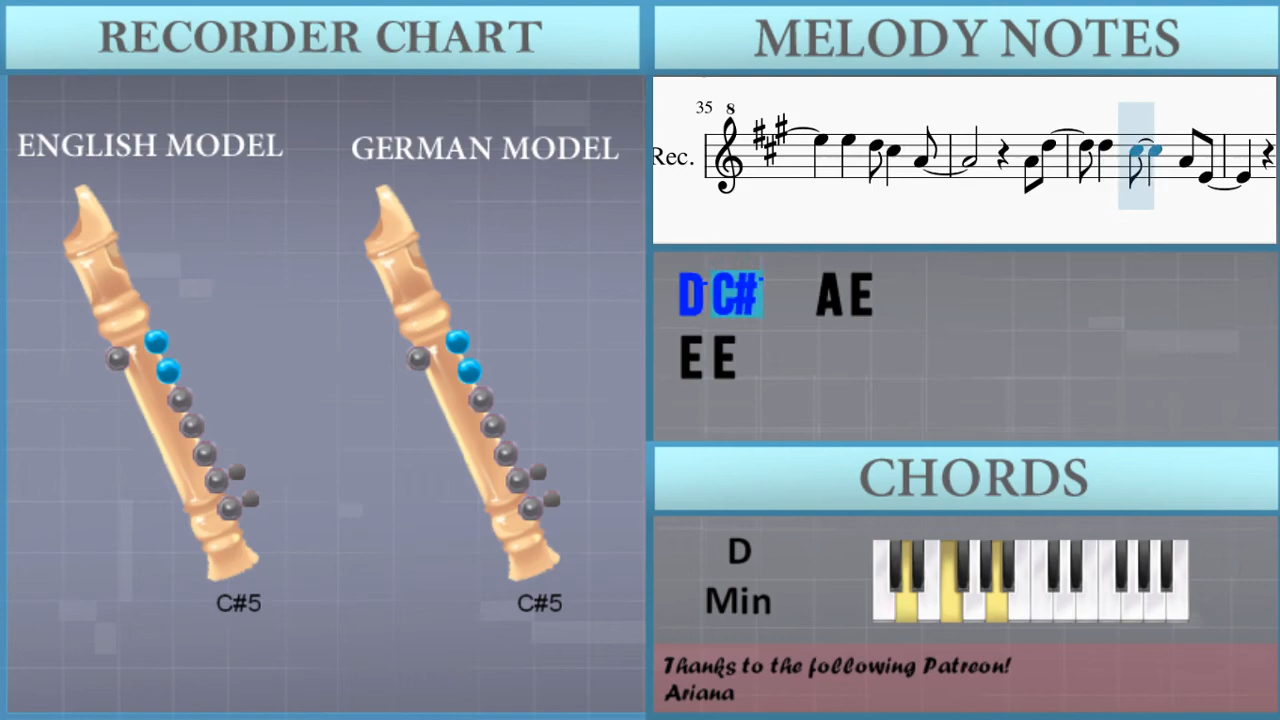 RECORDER CHART
MELODY NOTES
ENGLISH MODEL
GERMAN MODEL
35 8
Rec.
D- C#- A E
E E
C#5
C#5
CHORDS
D
Min
Thanks to the following Patreon!
Ariana